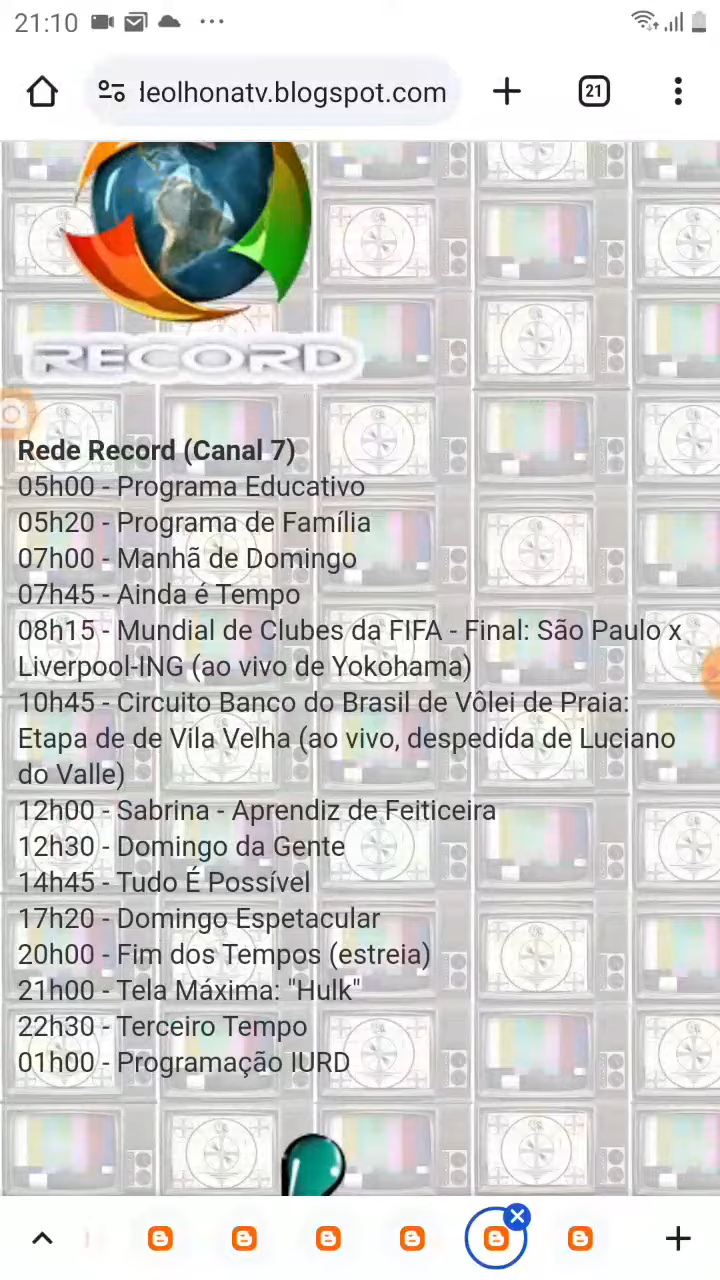 21:10
leolhonatv.blogspot.com
21
RECORD
Rede Record (Canal 7)
05h00 - Programa Educativo
05h20 - Programa de Família
07h00 - Manhã de Domingo
07h45 - Ainda é Tempo
08h15 - Mundial de Clubes da FIFA - Final: São Paulo x
Liverpool-ING (ao vivo de Yokohama)
10h45 - Circuito Banco do Brasil de Vôlei de Praia:
Etapa de de Vila Velha (ao vivo, despedida de Luciano
do Valle)
12h00 - Sabrina - Aprendiz de Feiticeira
12h30 - Domingo da Gente
14h45 - Tudo É Possível
17h20 - Domingo Espetacular
20h00 - Fim dos Tempos (estreia)
21h00 - Tela Máxima: "Hulk"
22h30 - Terceiro Tempo
01h00 - Programação IURD